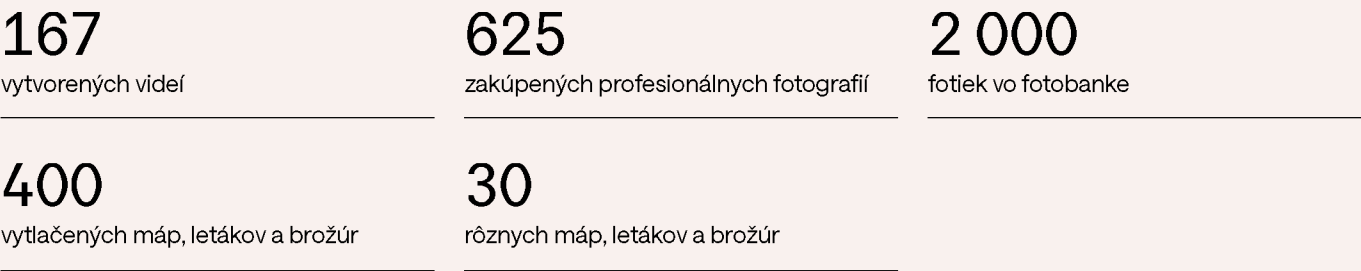 167
vytvorených videí
625
zakúpených profesionálnych fotografií
2 000
fotiek vo fotobanke
400
vytlačených máp, letákov a brožúr
30
rôznych máp, letákov a brožúr